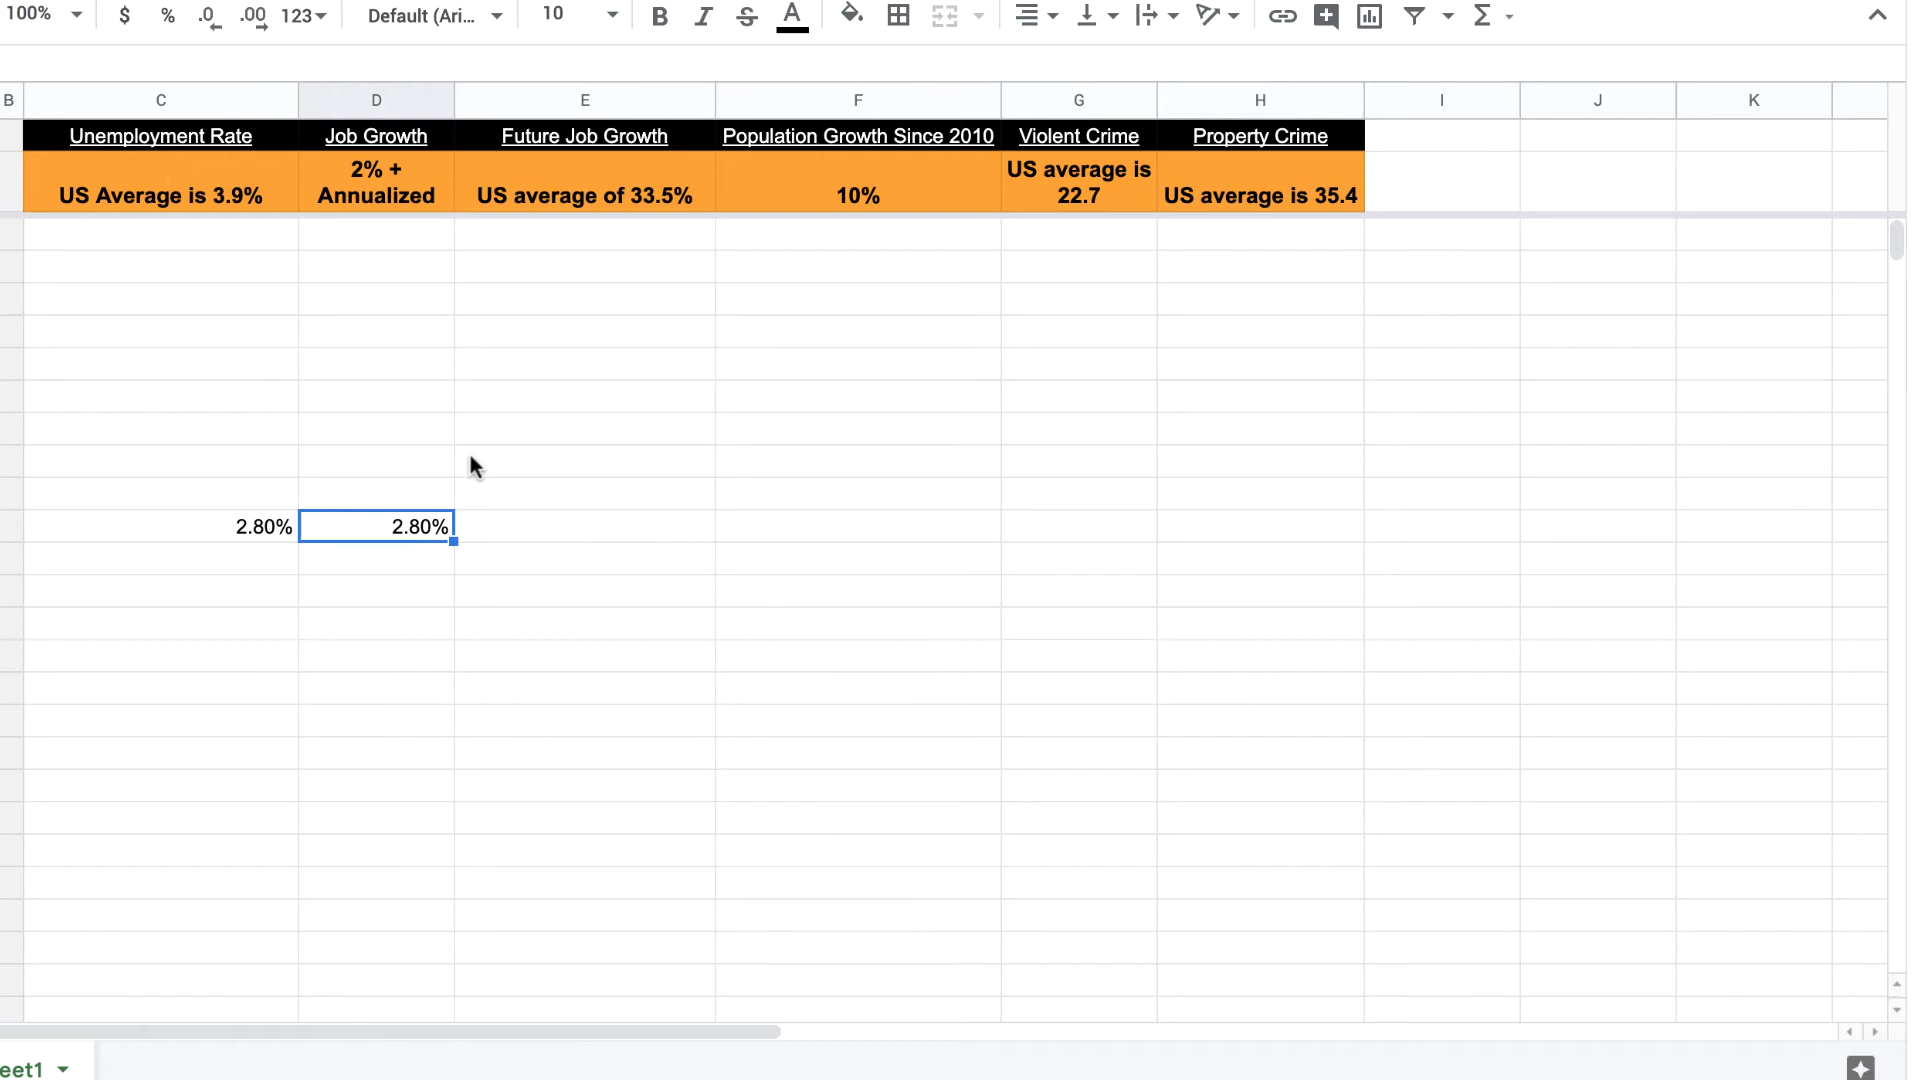 100% $ % .0 .00 123 Default (Ari... 10 B I S A Σ
B C D E F G H I J K
Unemployment Rate Job Growth Future Job Growth Population Growth Since 2010 Violent Crime Property Crime
2% + US average is
US Average is 3.9% Annualized US average of 33.5% 10% 22.7 US average is 35.4
2.80% 2.80%
eet1